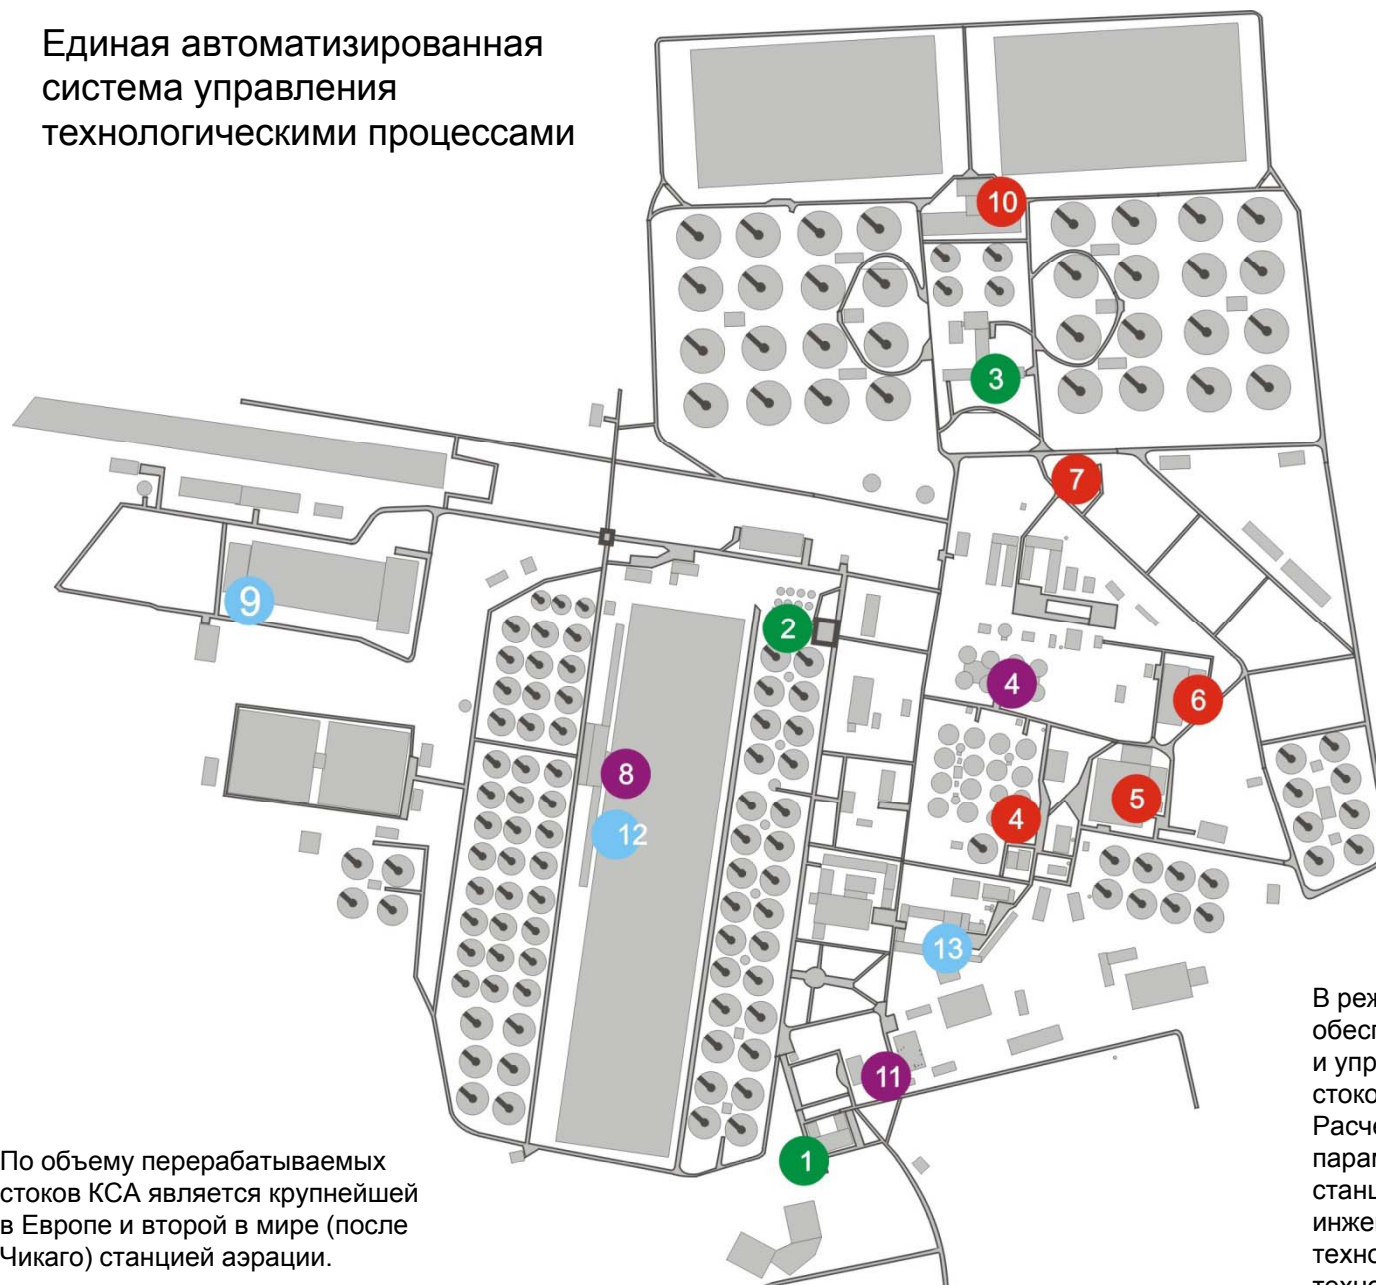 Единая автоматизированная
система управления
технологическими процессами
10
3
7
9
2
4
6
8
5
12
4
13
11
1
По объему перерабатываемых
стоков КСА является крупнейшей
в Европе и второй в мире (после
Чикаго) станцией аэрации.
В
и